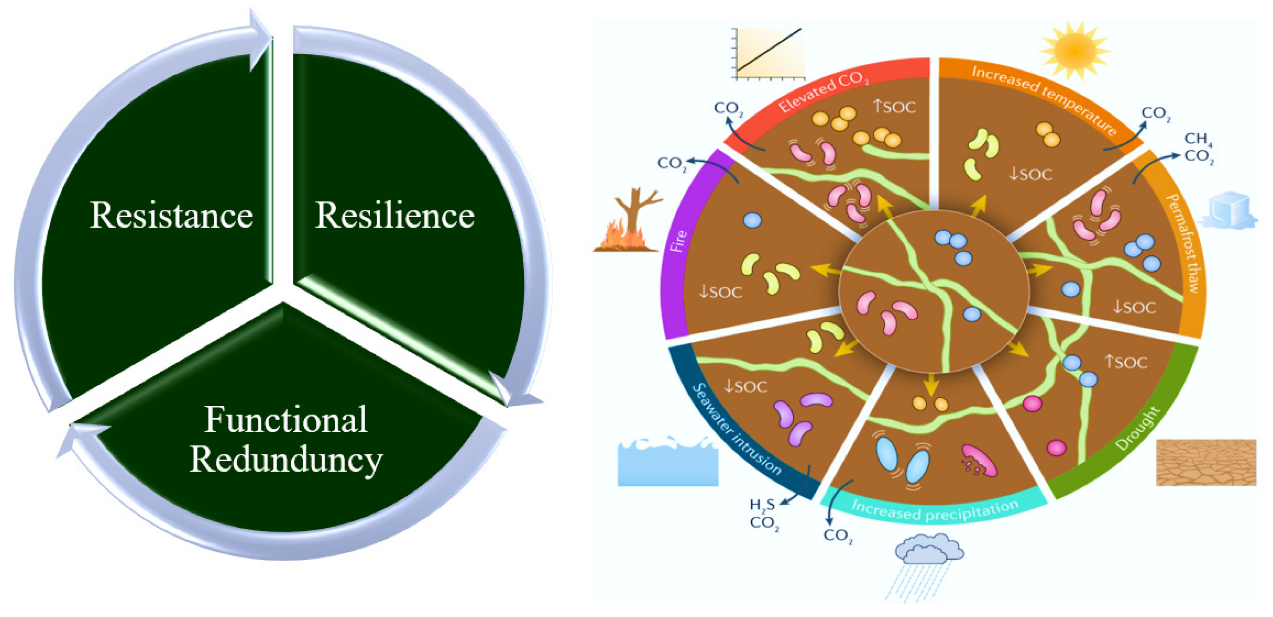 Resistance
Resilience
Functional
Redunduncy
Elevated CO₂
CO₂
↑SOC
Increased temperature
CO₂
↓SOC
Permafrost thaw
CH₄
CO₂
↓SOC
Drought
↑SOC
Increased precipitation
CO₂
Seawater intrusion
↓SOC
H₂S
CO₂
Fire
CO₂
↓SOC